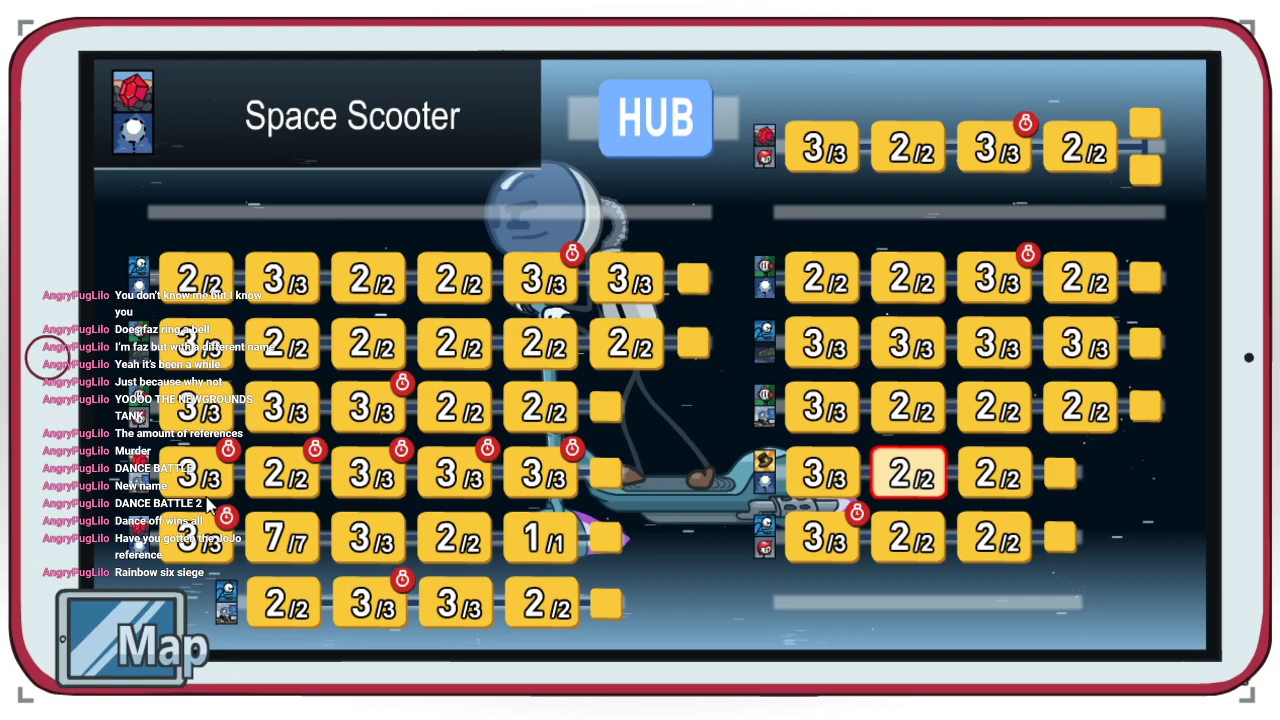 Space Scooter
HUB
3/3 2/2 3/3 2/2
2/2 3/3 2/2 2/2 3/3 3/3
2/2 2/2 3/3 2/2
AngryPugLilo You don't know me but I know
you
AngryPugLilo Does faz ring a bell
3/3 2/2 2/2 2/2 2/2 2/2
3/3 3/3 3/3 3/3
AngryPugLilo I'm faz but with a different name
AngryPugLilo Yeah it's been a while
AngryPugLilo Just because why not
AngryPugLilo YOOOO THE NEWGROUNDS
TANK
3/3 3/3 3/3 2/2 2/2
3/3 2/2 2/2 2/2
AngryPugLilo The amount of references
AngryPugLilo Murder
AngryPugLilo DANCE BATTLE
3/3 2/2 3/3 3/3 3/3
3/3 2/2 2/2
AngryPugLilo New name
AngryPugLilo DANCE BATTLE 2
AngryPugLilo Dance off wins all
AngryPugLilo Have you gotten the JoJo
reference
3/3 7/7 3/3 2/2 1/1
3/3 2/2 2/2
AngryPugLilo Rainbow six siege
2/2 3/3 3/3 2/2
Map